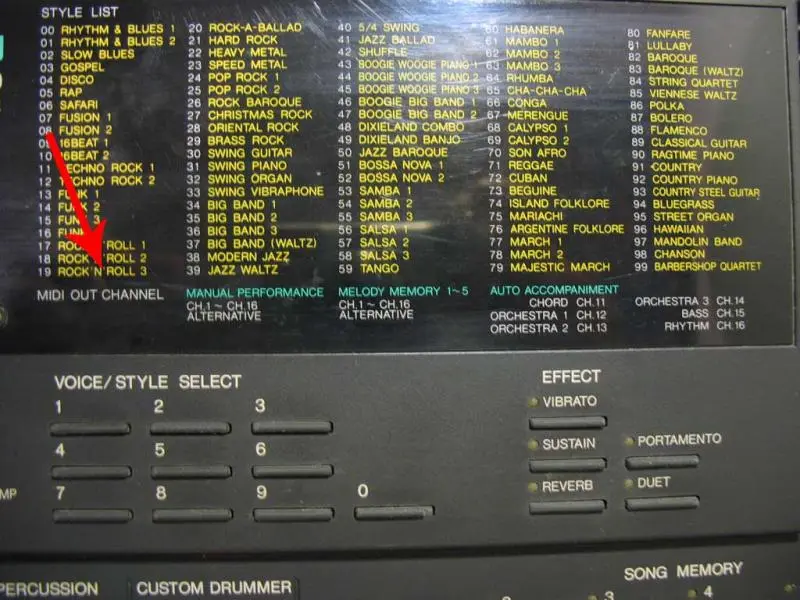 STYLE LIST
00 RHYTHM & BLUES 1
01 RHYTHM & BLUES 2
02 SLOW BLUES
03 GOSPEL
04 DISCO
05 RAP
06 SAFARI
07 FUSION 1
08 FUSION 2
09 16BEAT 1
10 16BEAT 2
11 TECHNO ROCK 1
12 TECHNO ROCK 2
13 FUNK 1
14 FUNK 2
15 FUNK 3
16 FUNK
17 ROCK'N'ROLL 1
18 ROCK'N'ROLL 2
19 ROCK'N'ROLL 3
20 ROCK-A-BALLAD
21 HARD ROCK
22 HEAVY METAL
23 SPEED METAL
24 POP ROCK 1
25 POP ROCK 2
26 ROCK BAROQUE
27 CHRISTMAS ROCK
28 ORIENTAL ROCK
29 BRASS ROCK
30 SWING GUITAR
31 SWING PIANO
32 SWING ORGAN
33 SWING VIBRAPHONE
34 BIG BAND 1
35 BIG BAND 2
36 BIG BAND 3
37 BIG BAND (WALTZ)
38 MODERN JAZZ
39 JAZZ WALTZ
40 5/4 SWING
41 JAZZ BALLAD
42 SHUFFLE
43 BOOGIE WOOGIE PIANO 1
44 BOOGIE WOOGIE PIANO 2
45 BOOGIE WOOGIE PIANO 3
46 BOOGIE BIG BAND 1
47 BOOGIE BIG BAND 2
48 DIXIELAND COMBO
49 DIXIELAND BANJO
50 JAZZ BAROQUE
51 BOSSA NOVA 1
52 BOSSA NOVA 2
53 SAMBA 1
54 SAMBA 2
55 SAMBA 3
56 SALSA 1
57 SALSA 2
58 SALSA 3
59 TANGO
60 HABANERA
61 MAMBO 1
62 MAMBO 2
63 MAMBO 3
64 RHUMBA
65 CHA-CHA-CHA
66 CONGA
67 MERENGUE
68 CALYPSO 1
69 CALYPSO 2
70 SON AFRO
71 REGGAE
72 CUBAN
73 BEGUINE
74 ISLAND FOLKLORE
75 MARIACHI
76 ARGENTINE FOLKLORE
77 MARCH 1
78 MARCH 2
79 MAJESTIC MARCH
80 FANFARE
81 LULLABY
82 BAROQUE
83 BAROQUE (WALTZ)
84 STRING QUARTET
85 VIENNESE WALTZ
86 POLKA
87 BOLERO
88 FLAMENCO
89 CLASSICAL GUITAR
90 RAGTIME PIANO
91 COUNTRY
92 COUNTRY PIANO
93 COUNTRY STEEL GUITAR
94 BLUEGRASS
95 STREET ORGAN
96 HAWAIIAN
97 MANDOLIN BAND
98 CHANSON
99 BARBERSHOP QUARTET
MIDI OUT CHANNEL
MANUAL PERFORMANCE
CH.1~ CH.16
ALTERNATIVE
MELODY MEMORY 1~5
CH.1~ CH.16
ALTERNATIVE
AUTO ACCOMPANIMENT
CHORD CH.11
ORCHESTRA 1 CH.12
ORCHESTRA 2 CH.13
ORCHESTRA 3 CH.14
BASS CH.15
RHYTHM CH.16
VOICE/STYLE SELECT
1 2 3
4 5 6
7 8 9 0
EFFECT
VIBRATO
SUSTAIN
PORTAMENTO
REVERB
DUET
MP
PERCUSSION
CUSTOM DRUMMER
SONG MEMORY
3 4